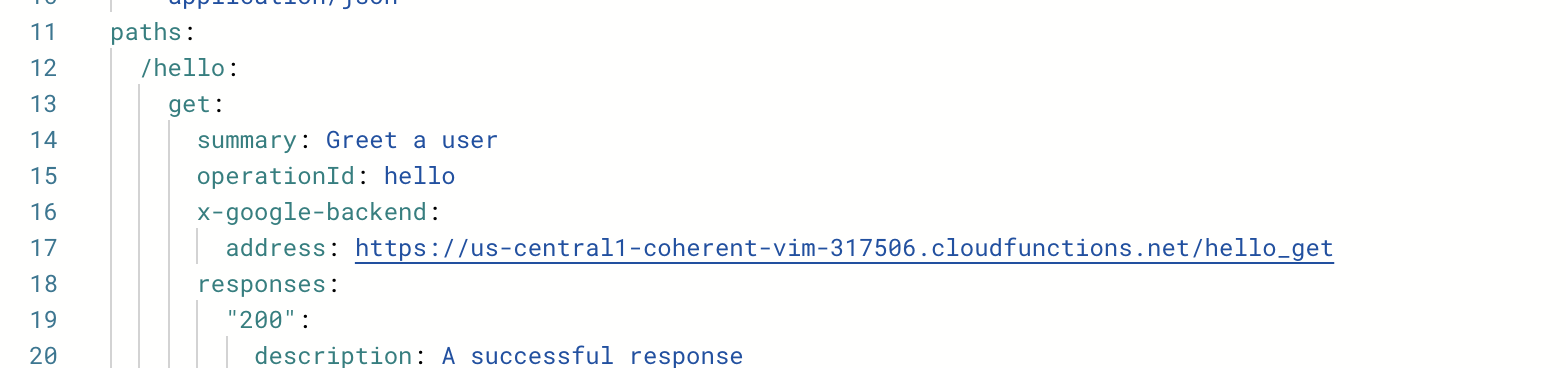 10 application/json
11 paths:
12 /hello:
13 get:
14 summary: Greet a user
15 operationId: hello
16 x-google-backend:
17 address: https://us-central1-coherent-vim-317506.cloudfunctions.net/hello_get
18 responses:
19 "200":
20 description: A successful response